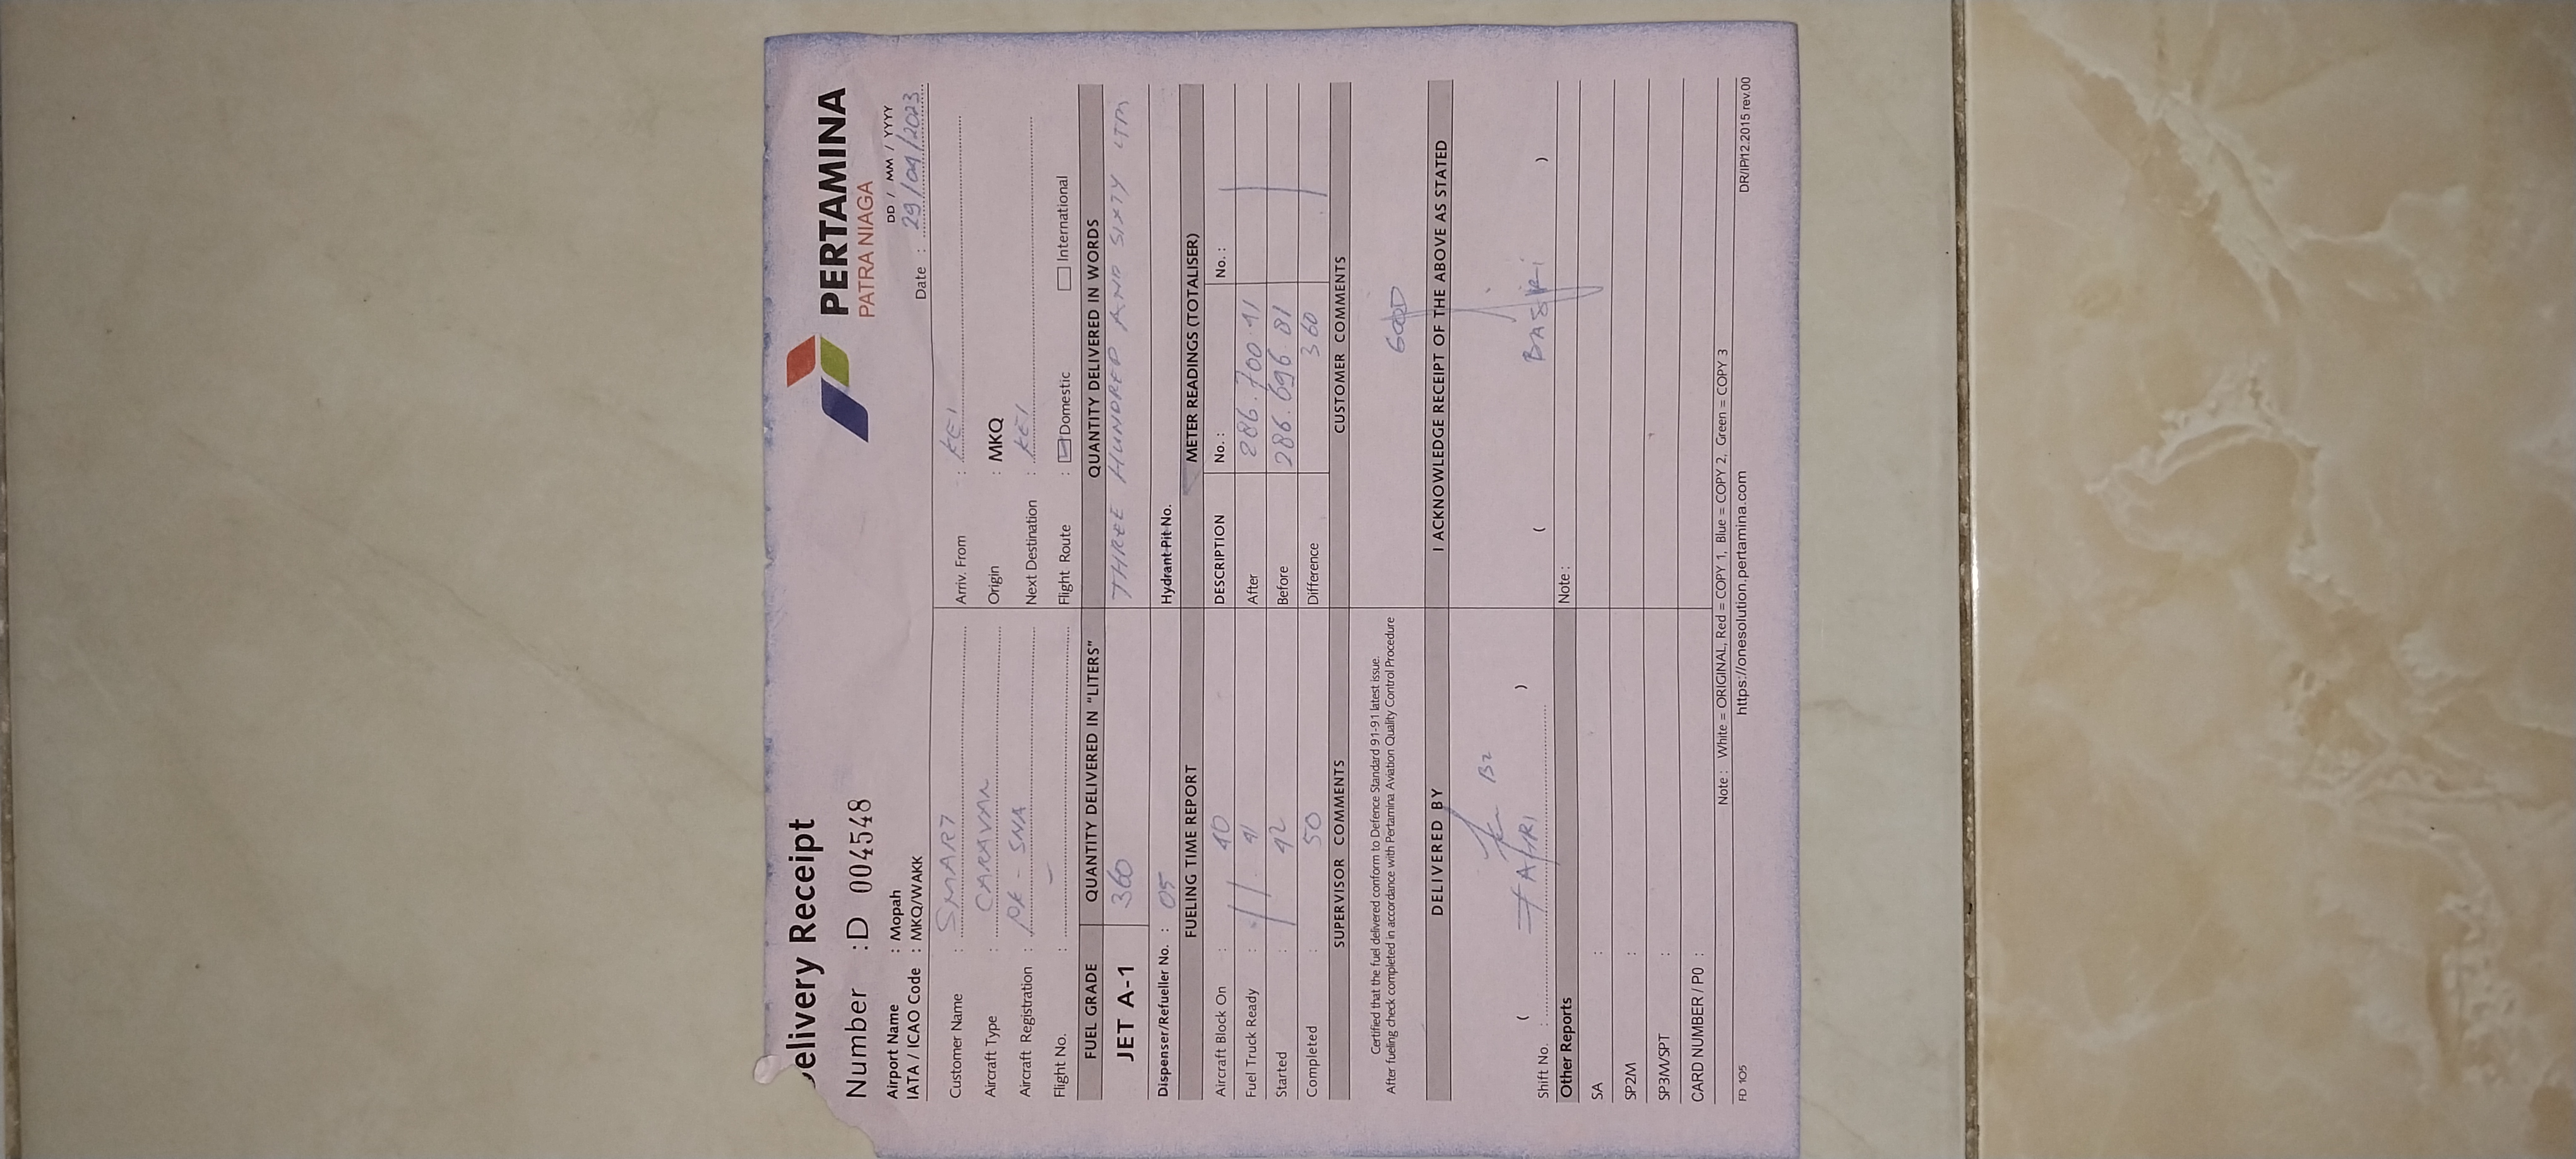 elivery Receipt
PERTAMINA
PATRA NIAGA
Number :D 004548
DD / MM / YYYY
Airport Name : Mopah
IATA / ICAO Code : MKQ/WAKK
Date : 29/04/2023
Customer Name : SMART
Arriv. From : KEI
Aircraft Type : CARAVAN
Origin : MKQ
Aircraft Registration : PK - SNA
Next Destination : KEI
Flight No. : -
Flight Route : Domestic International
FUEL GRADE QUANTITY DELIVERED IN "LITERS" QUANTITY DELIVERED IN WORDS
JET A-1 360 THREE HUNDRED AND SIXTY LTR
Dispenser/Refueller No. : 05 Hydrant Pit No.
FUELING TIME REPORT METER READINGS (TOTALISER)
Aircraft Block On : 40 DESCRIPTION No. : No. :
Fuel Truck Ready : 41 After 286.700.41
Started : 42 Before 286.696.81
Completed : 50 Difference 360
SUPERVISOR COMMENTS CUSTOMER COMMENTS
Certified that the fuel delivered conform to Defence Standard 91-91 latest issue.
After fueling check completed in accordance with Pertamina Aviation Quality Control Procedure
GOOD
DELIVERED BY I ACKNOWLEDGE RECEIPT OF THE ABOVE AS STATED
Shift No. : ( ) ( )
Other Reports Note :
SA :
SP2M :
SP3M/SPT :
CARD NUMBER / P0 :
Note : White = ORIGINAL, Red = COPY 1, Blue = COPY 2, Green = COPY 3
FD 105 https://onesolution.pertamina.com DR/IP/12.2015 rev.00